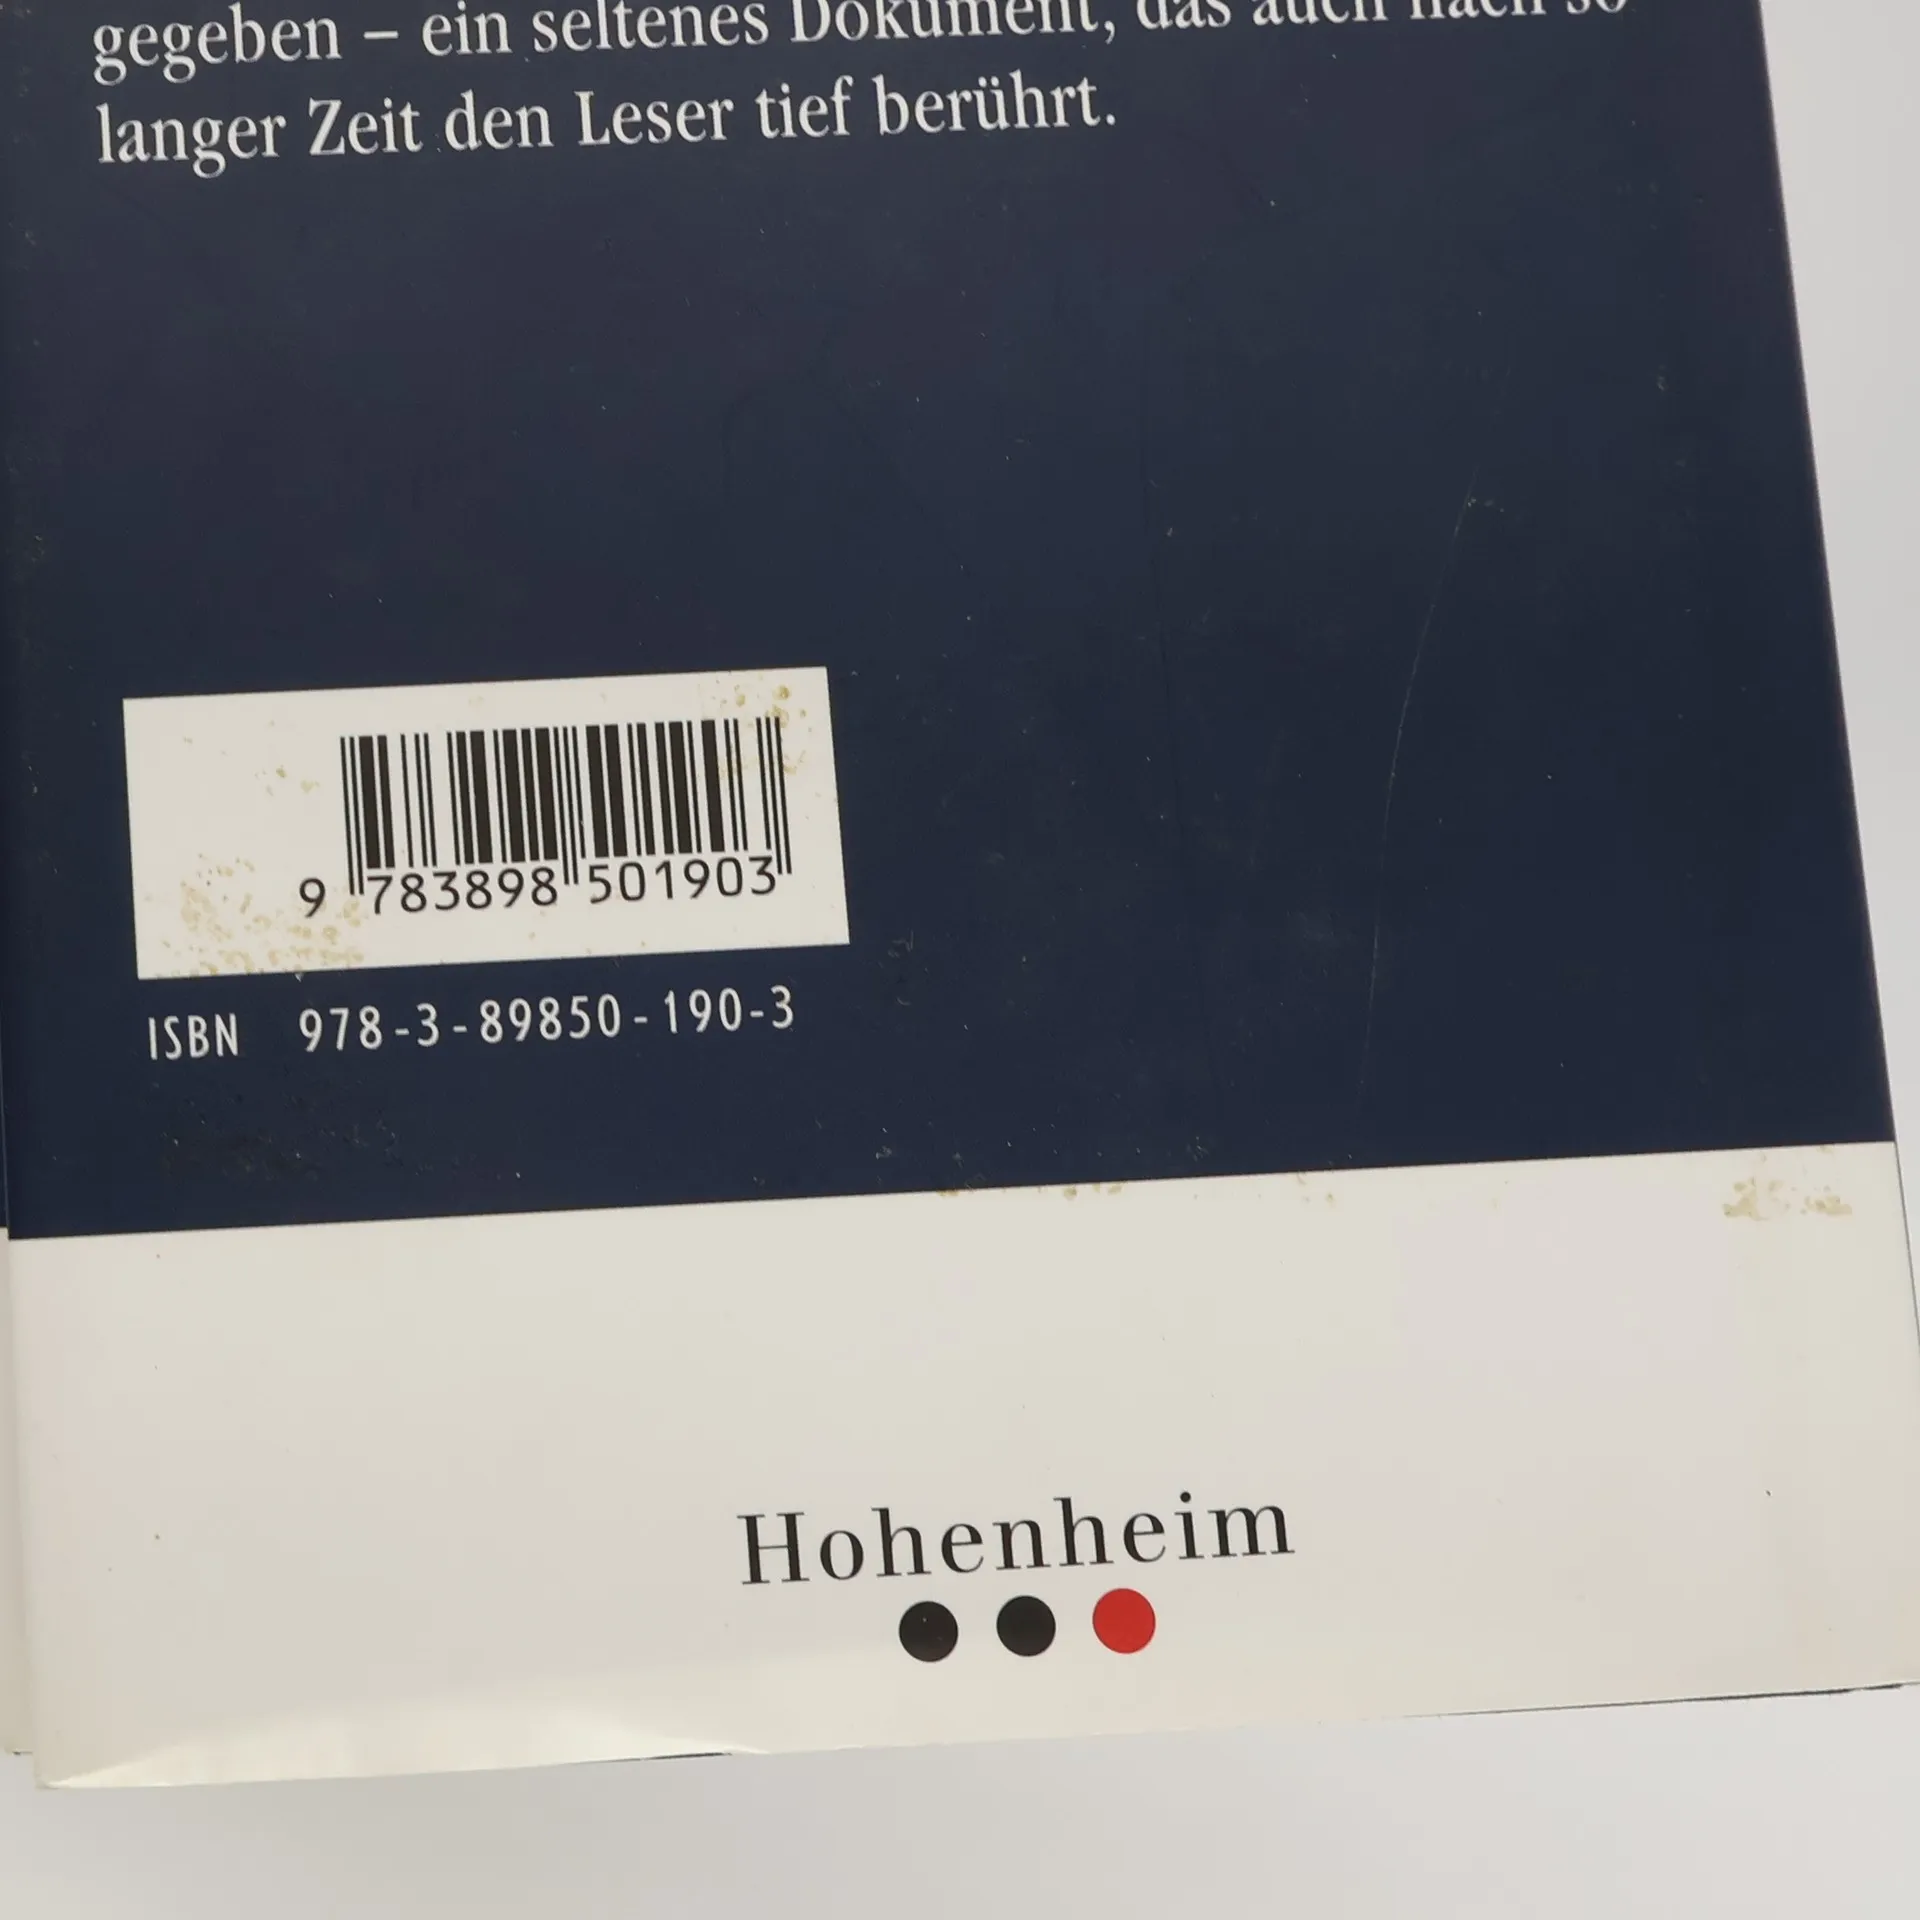 gegeben – ein seltenes Dokument, das auch nach so
langer Zeit den Leser tief berührt.
9 783898 501903
ISBN 978-3-89850-190-3
Hohenheim